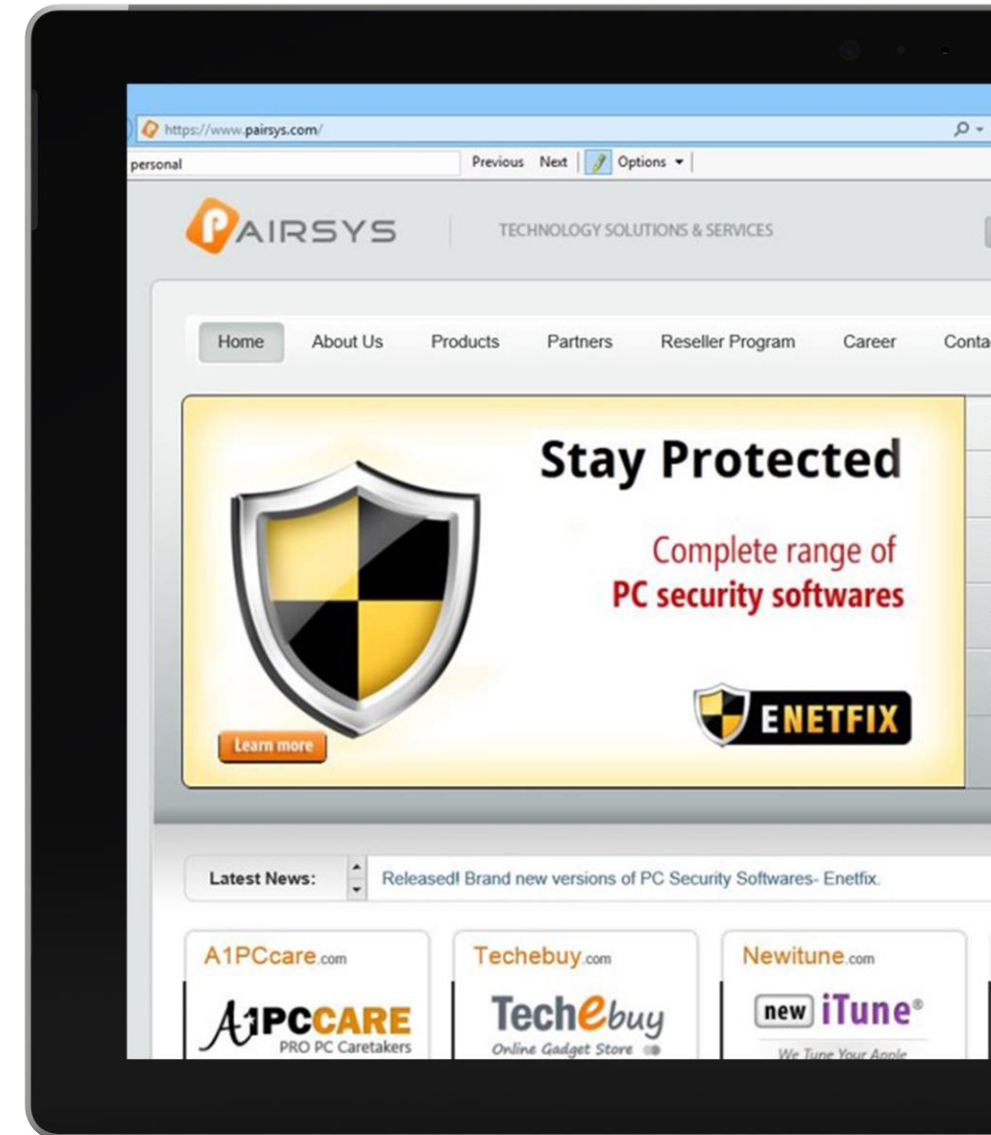 https://www.pairsys.com/
personal Previous Next Options
PAIRSYS TECHNOLOGY SOLUTIONS & SERVICES
Home About Us Products Partners Reseller Program Career Conta
Stay Protected
Complete range of
PC security softwares
ENETFIX
Learn more
Latest News: Released! Brand new versions of PC Security Softwares- Enetfix.
A1PCcare.com Techebuy.com Newitune.com
A1PCCARE Techebuy new iTune®
PRO PC Caretakers Online Gadget Store We Tune Your Apple